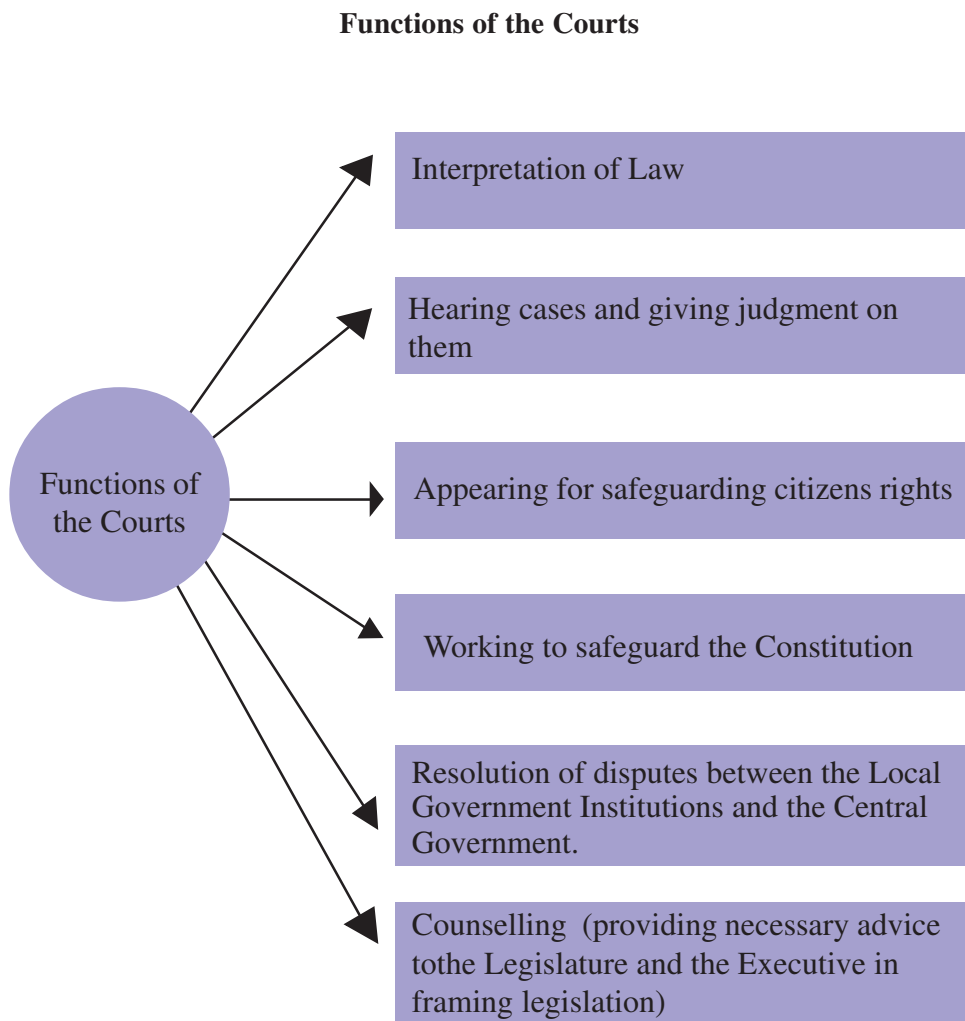 Functions of the Courts
Interpretation of Law
Hearing cases and giving judgment on
them
Functions of
the Courts
Appearing for safeguarding citizens rights
Working to safeguard the Constitution
Resolution of disputes between the Local
Government Institutions and the Central
Government.
Counselling (providing necessary advice
tothe Legislature and the Executive in
framing legislation)